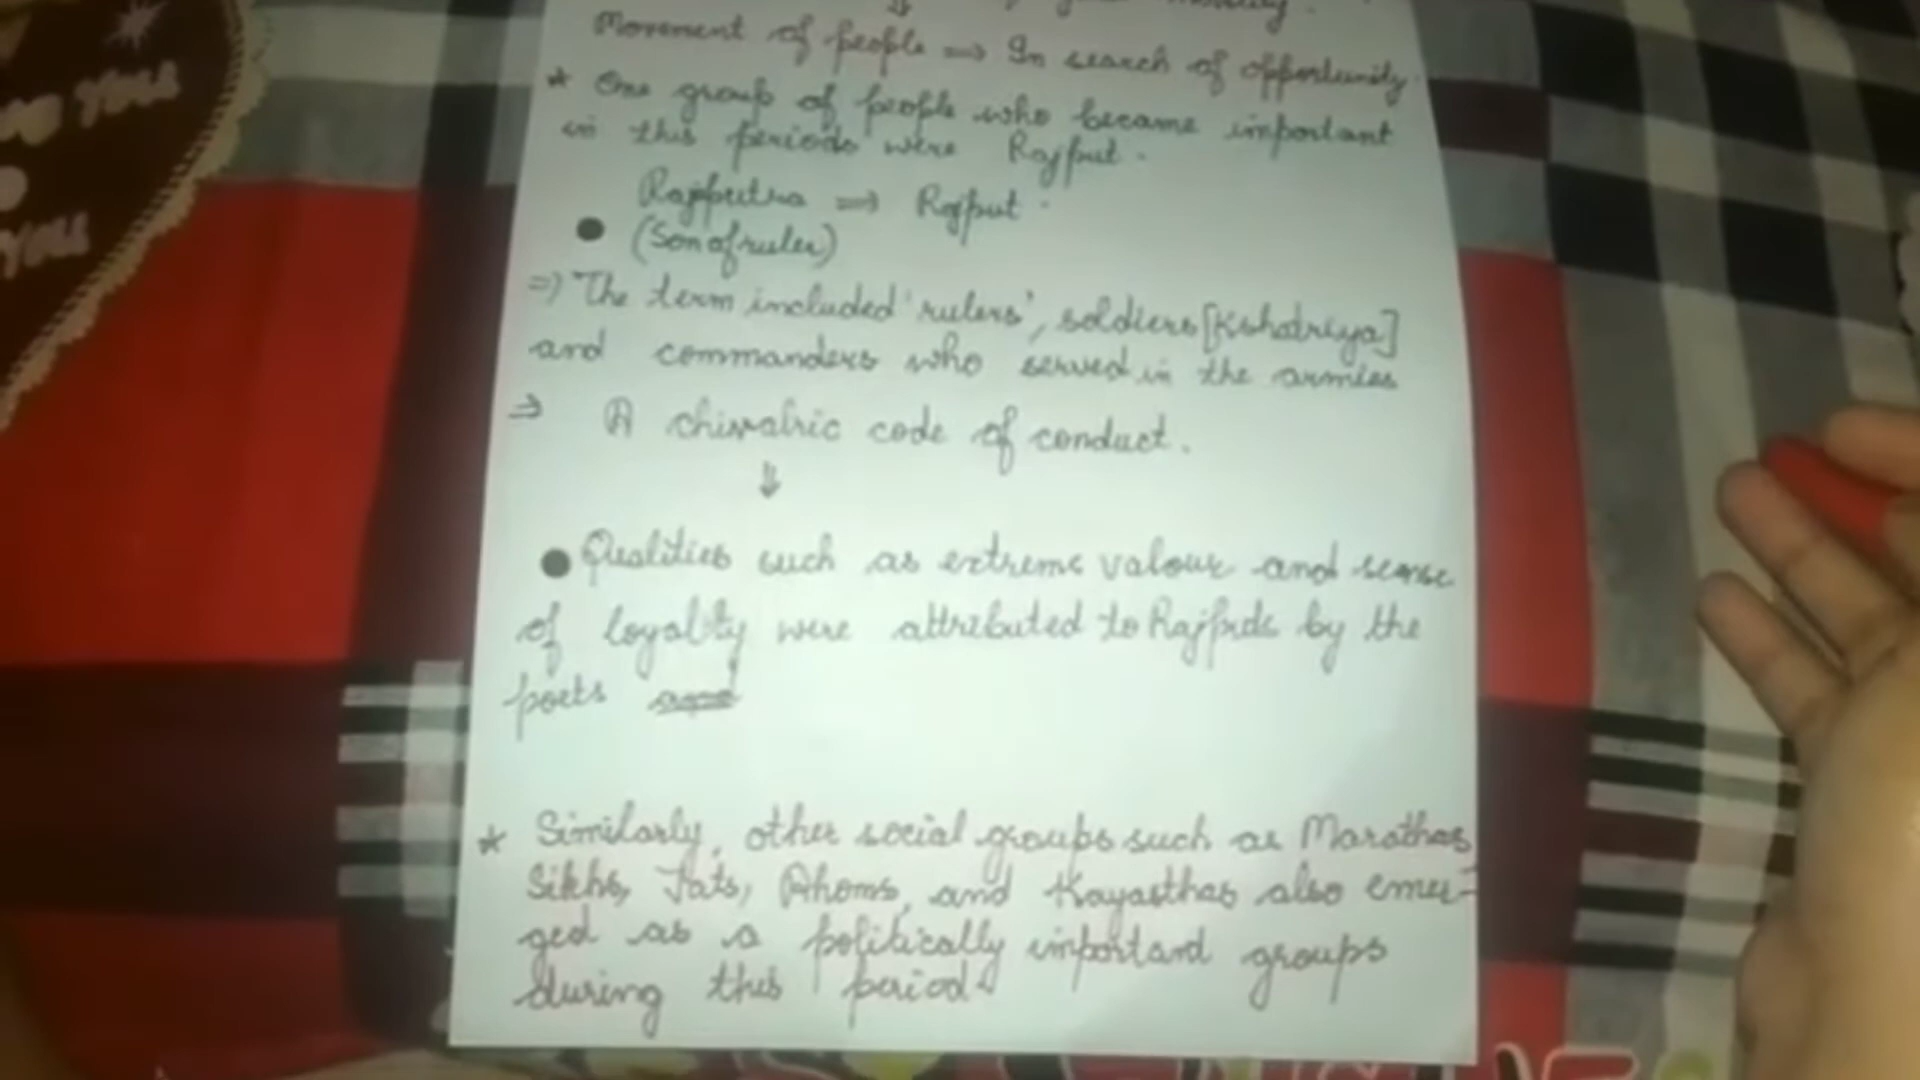 Movement of people ⇒ In search of opportunity.
* One group of people who became important
in this periods were Rajput.
Rajputra ⇒ Rajput.
(Son of ruler)
⇒ The term included 'rulers', soldiers [Kshatriya]
and commanders who served in the armies
⇒ A chivalric code of conduct.
⇓
● Qualities such as extreme valour and sense
of loyality were attributed to Rajputs by the
poets
* Similarly, other social groups such as Marathas,
Sikhs, Jats, Ahoms, and Kayasthas also emer-
ged as a politically important groups
during this period.
YOU
YOU